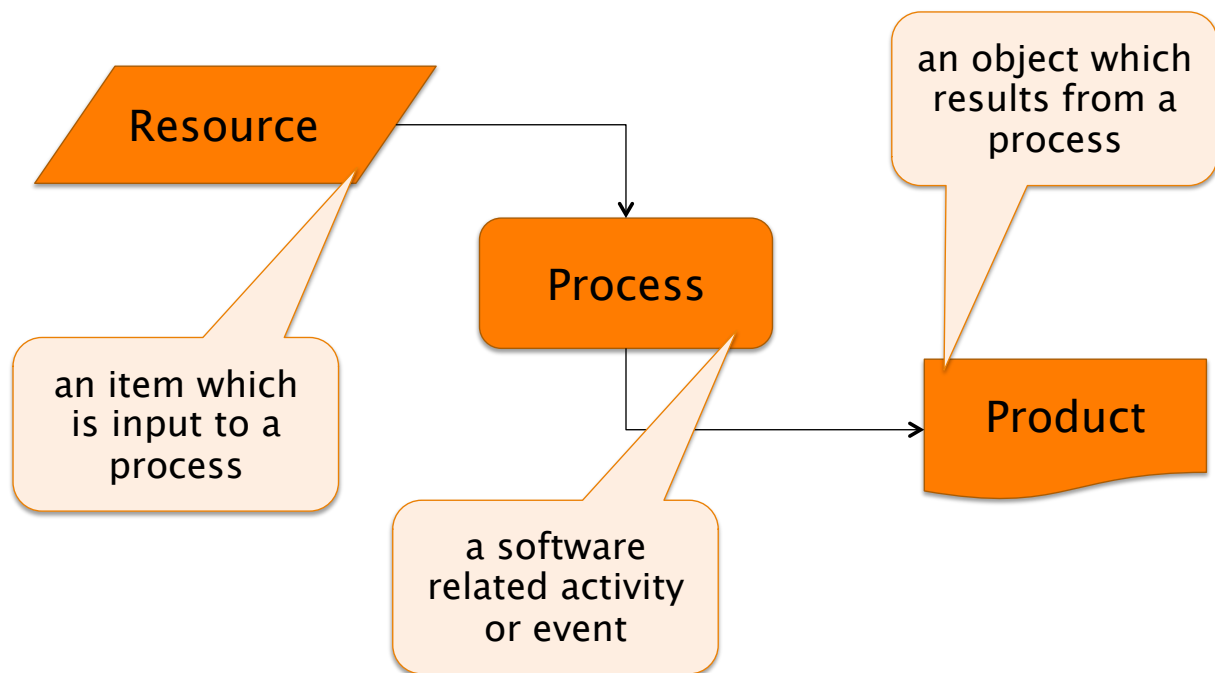 Resource
an item which
is input to a
process
Process
a software
related activity
or event
an object which
results from a
process
Product